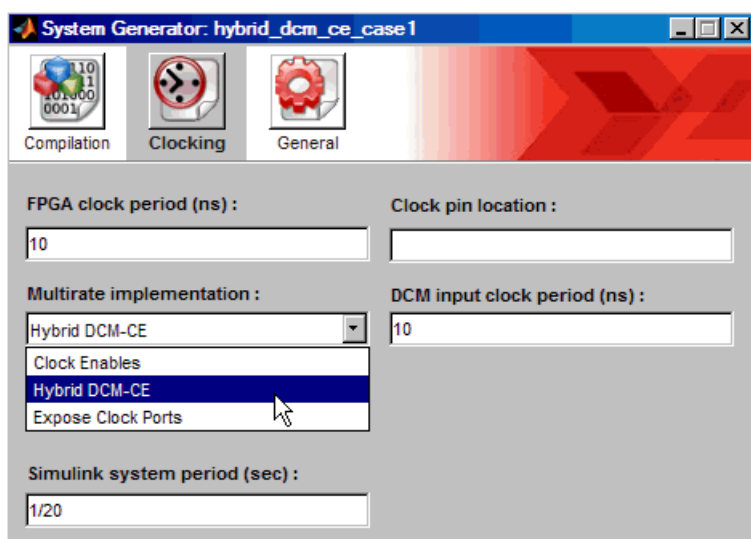 System Generator: hybrid_dcm_ce_case1
Compilation
Clocking
General
FPGA clock period (ns) :
Clock pin location :
10
Multirate implementation :
DCM input clock period (ns) :
Hybrid DCM-CE
10
Clock Enables
Hybrid DCM-CE
Expose Clock Ports
Simulink system period (sec) :
1/20